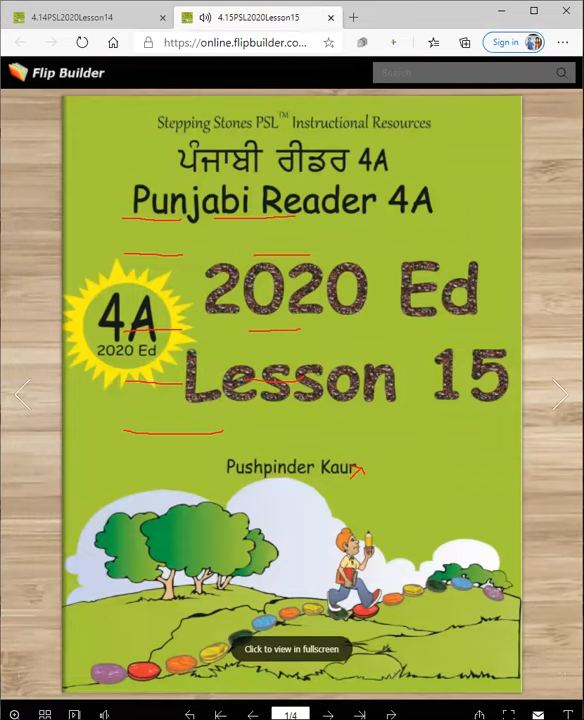 4.14PSL2020Lesson14
4.15PSL2020Lesson15
https://online.flipbuilder.co...
Sign in
Flip Builder
Search
Stepping Stones PSL™ Instructional Resources
ਪੰਜਾਬੀ ਰੀਡਰ 4A
Punjabi Reader 4A
2020 Ed
4A
2020 Ed
Lesson 15
Pushpinder Kaur
Click to view in fullscreen
1/4